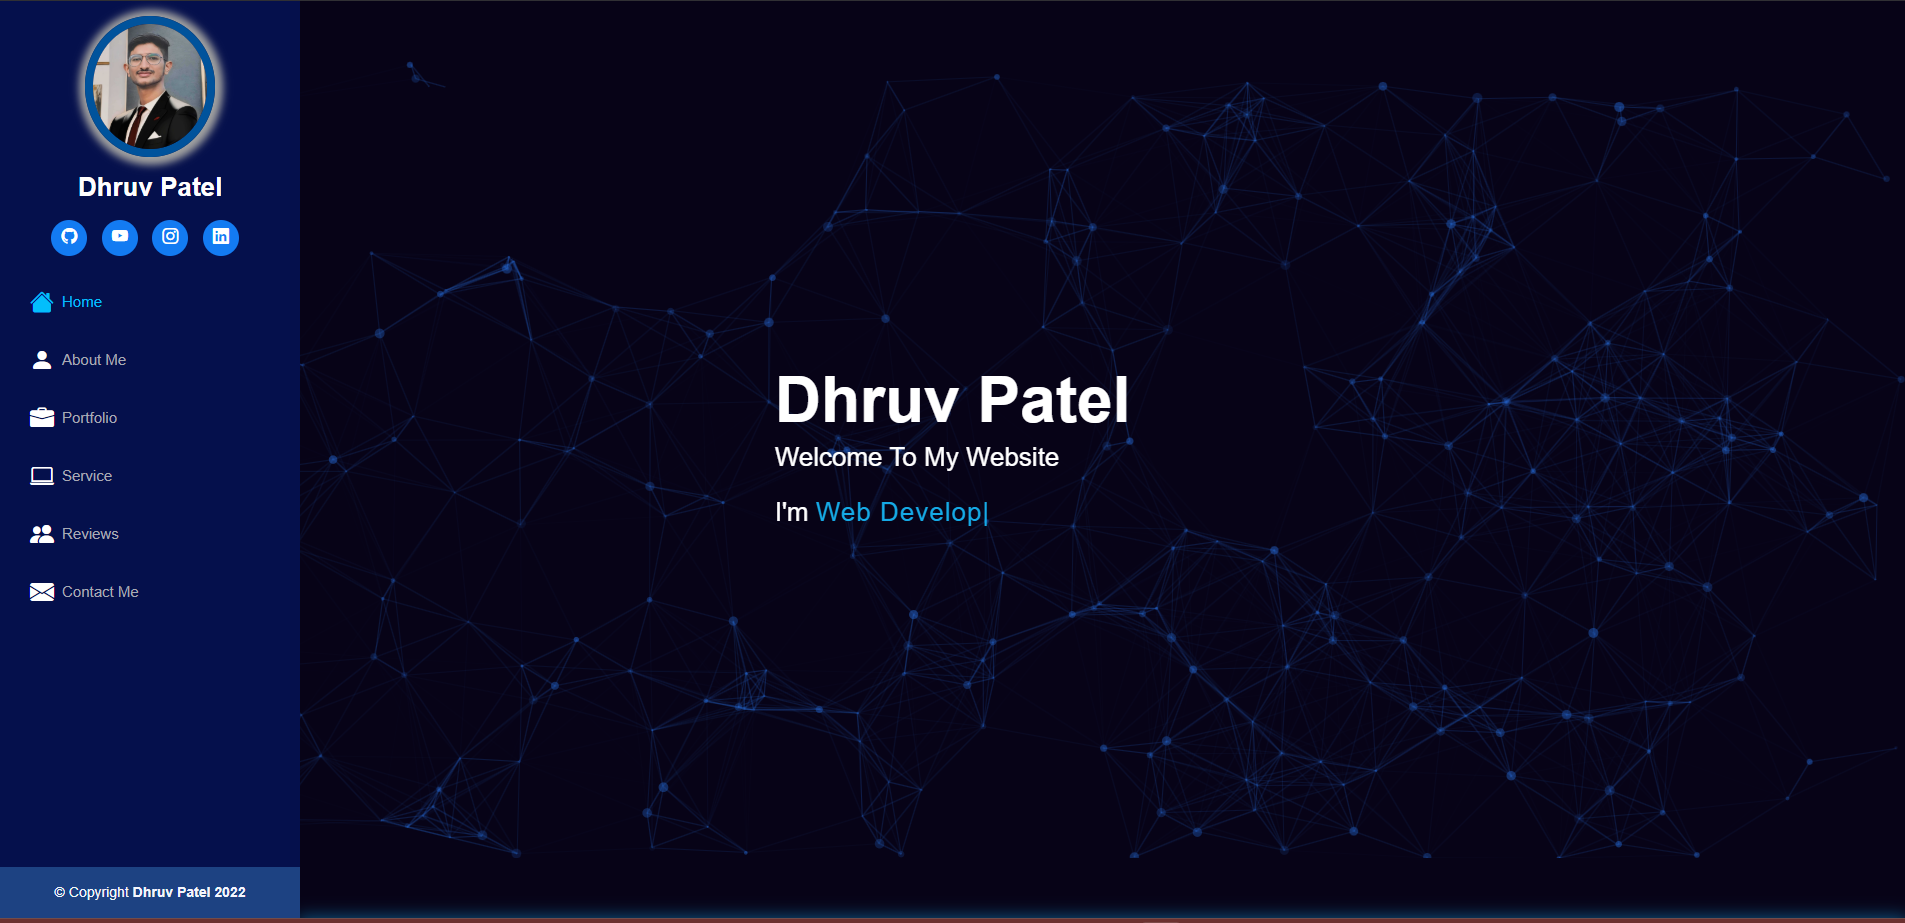 Dhruv Patel
Home
About Me
Portfolio
Service
Reviews
Contact Me
© Copyright Dhruv Patel 2022
Dhruv Patel
Welcome To My Website
I'm Web Develop|